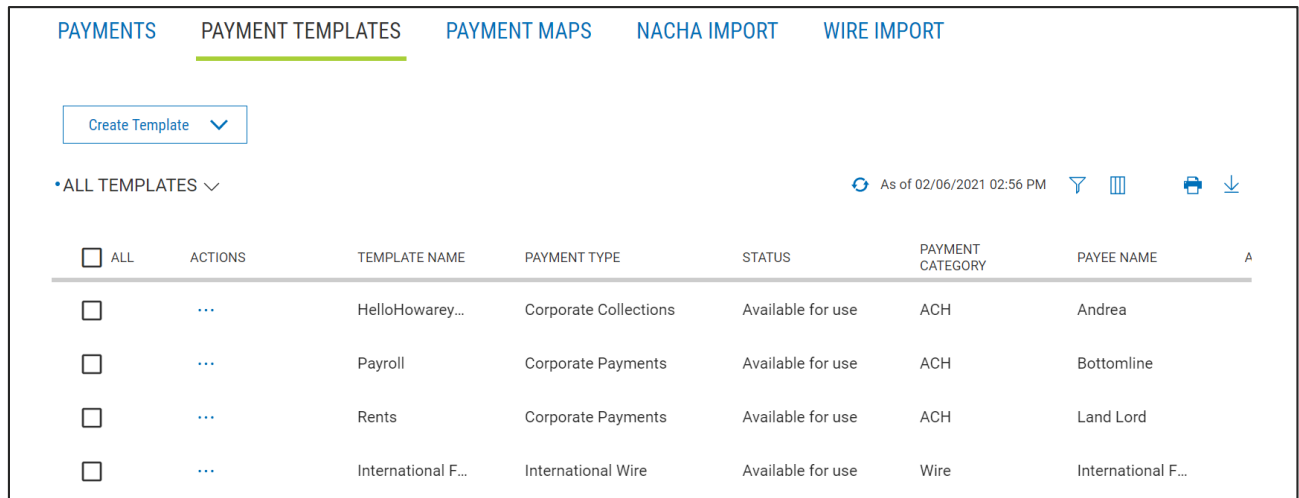 PAYMENTS PAYMENT TEMPLATES PAYMENT MAPS NACHA IMPORT WIRE IMPORT
Create Template
ALL TEMPLATES As of 02/06/2021 02:56 PM
ALL ACTIONS TEMPLATE NAME PAYMENT TYPE STATUS PAYMENT CATEGORY PAYEE NAME A
... HelloHowarey... Corporate Collections Available for use ACH Andrea
... Payroll Corporate Payments Available for use ACH Bottomline
... Rents Corporate Payments Available for use ACH Land Lord
... International F... International Wire Available for use Wire International F...